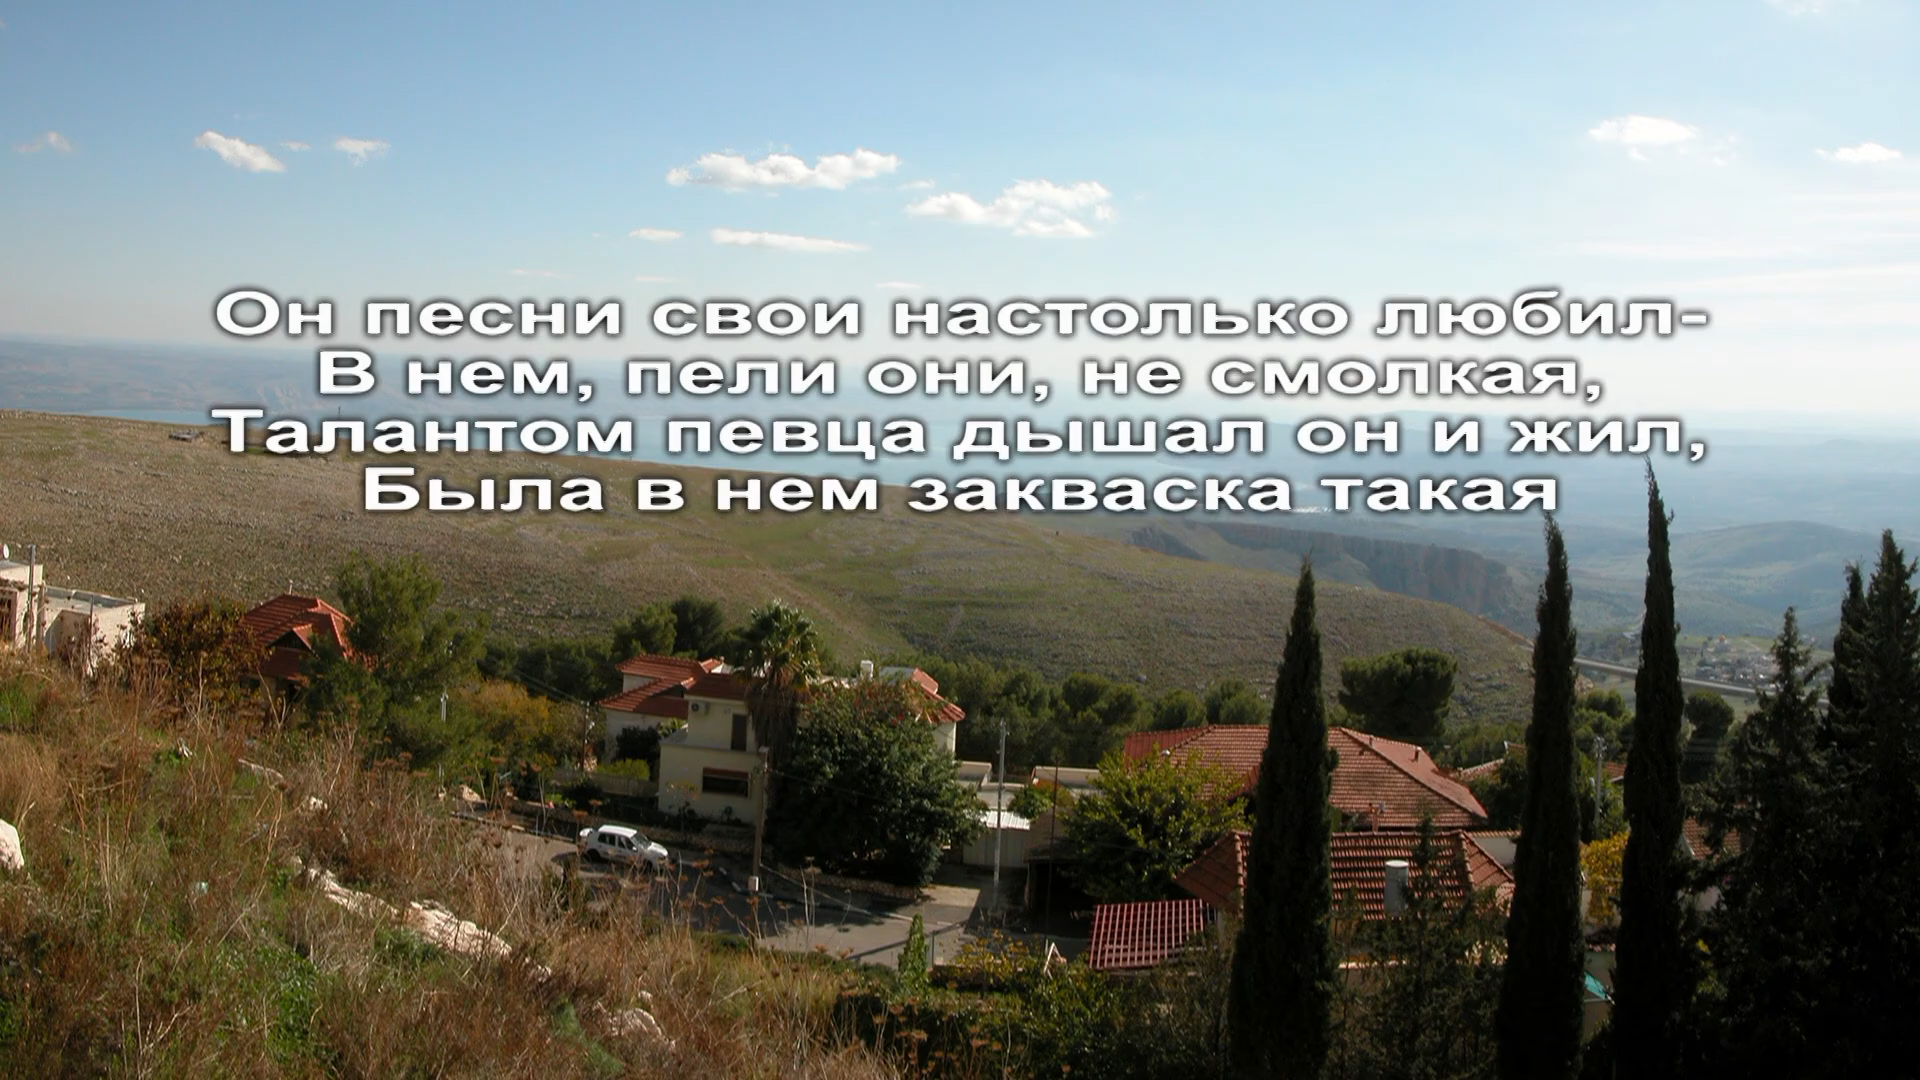 Он песни свои настолько любил-
В нем, пели они, не смолкая,
Талантом певца дышал он и жил,
Была в нем закваска такая